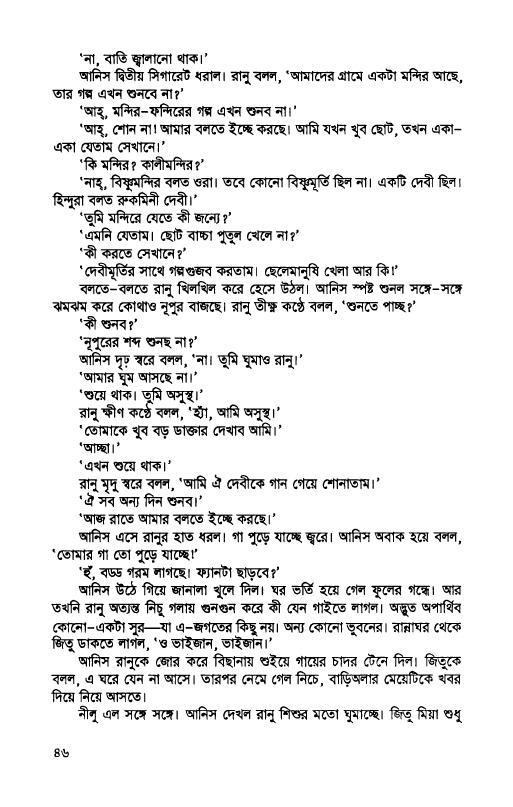 ‘না, বাতি জ্বালানো থাক।’
আনিস দ্বিতীয় সিগারেট ধরাল। রানু বলল, ‘আমাদের গ্রামে একটা মন্দির আছে,
তার গল্প এখন শুনবে না?’
‘আহ্, মন্দির-ফন্দিরের গল্প এখন শুনব না।’
‘আহ্, শোন না! আমার বলতে ইচ্ছে করছে। আমি যখন খুব ছোট, তখন একা-
একা যেতাম সেখানে।’
‘কি মন্দির? কালীমন্দির?’
‘নাহ্, বিষ্ণুমন্দির বলত ওরা। তবে কোনো বিষ্ণুমূর্তি ছিল না। একটি দেবী ছিল।
হিন্দুরা বলত রুকমিনী দেবী।’
‘তুমি মন্দিরে যেতে কী জন্যে?’
‘এমনি যেতাম। ছোট বাচ্চা পুতুল খেলে না?’
‘কী করতে সেখানে?’
‘দেবীমূর্তির সাথে গল্পগুজব করতাম। ছেলেমানুষি খেলা আর কি!’
বলতে-বলতে রানু খিলখিল করে হেসে উঠল। আনিস স্পষ্ট শুনল সঙ্গে-সঙ্গে
ঝমঝম করে কোথাও নূপুর বাজছে। রানু তীক্ষ্ণ কণ্ঠে বলল, ‘শুনতে পাচ্ছ?’
‘কী শুনব?’
‘নূপুরের শব্দ শুনছ না?’
আনিস দৃঢ় স্বরে বলল, ‘না। তুমি ঘুমাও রানু।’
‘আমার ঘুম আসছে না।’
‘শুয়ে থাক। তুমি অসুস্থ।’
রানু ক্ষীণ কণ্ঠে বলল, ‘হ্যাঁ, আমি অসুস্থ।’
‘তোমাকে খুব বড় ডাক্তার দেখাব আমি।’
‘আচ্ছা।’
‘এখন শুয়ে থাক।’
রানু মৃদু স্বরে বলল, ‘আমি ঐ দেবীকে গান গেয়ে শোনাতাম।’
‘ঐ সব অন্য দিন শুনব।’
‘আজ রাতে আমার বলতে ইচ্ছে করছে।’
আনিস এসে রানুর হাত ধরল। গা পুড়ে যাচ্ছে জ্বরে। আনিস অবাক হয়ে বলল,
‘তোমার গা তো পুড়ে যাচ্ছে!’
‘হুঁ, বড্ড গরম লাগছে। ফ্যানটা ছাড়বে?’
আনিস উঠে গিয়ে জানালা খুলে দিল। ঘর ভর্তি হয়ে গেল ফুলের গন্ধে। আর
তখনি রানু অত্যন্ত নিচু গলায় গুনগুন করে কী যেন গাইতে লাগল। অদ্ভুত অপার্থিব
কোনো-একটা সুর—যা এ-জগতের কিছু নয়। অন্য কোনো ভুবনের। রান্নাঘর থেকে
জিতু ডাকতে লাগল, ‘ও ভাইজান, ভাইজান।’
আনিস রানুকে জোর করে বিছানায় শুইয়ে গায়ের চাদর টেনে দিল। জিতুকে
বলল, এ ঘরে যেন না আসে। তারপর নেমে গেল নিচে, বাড়িঅলার মেয়েটিকে খবর
দিয়ে নিয়ে আসতে।
নীলু এল সঙ্গে সঙ্গে। আনিস দেখল রানু শিশুর মতো ঘুমাচ্ছে। জিতু মিয়া শুধু
৪৬